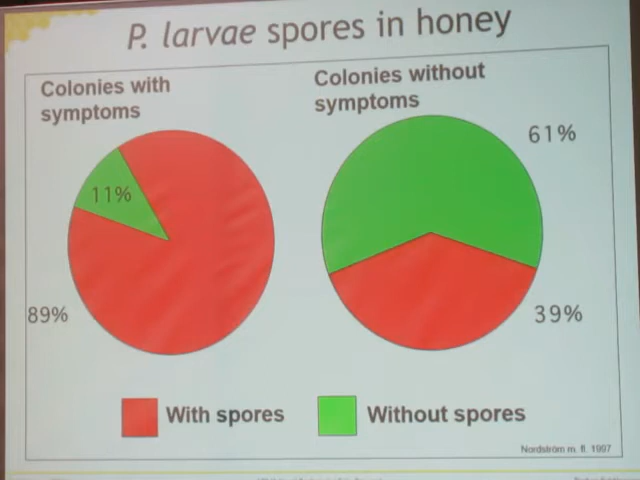 P. larvae spores in honey
Colonies with
symptoms
Colonies without
symptoms
61%
11%
89%
39%
With spores
Without spores
Nordström m. fl. 1997